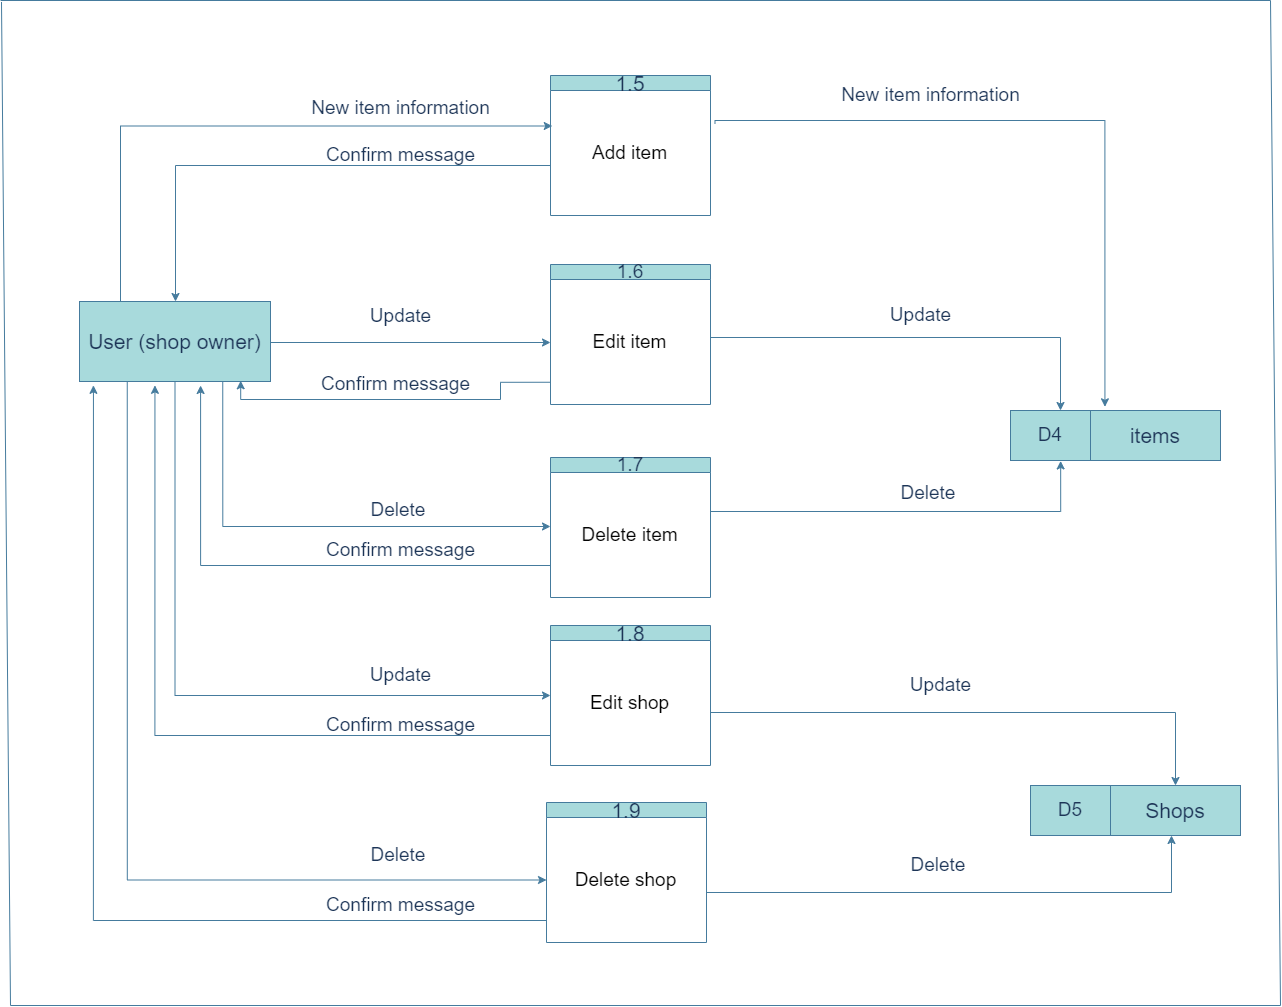 1.5
New item information
New item information
Add item
Confirm message
1.6
Update
Update
User (shop owner)
Edit item
Confirm message
D4
items
1.7
Delete
Delete
Delete item
Confirm message
1.8
Update
Update
Edit shop
Confirm message
1.9
D5
Shops
Delete
Delete
Delete shop
Confirm message